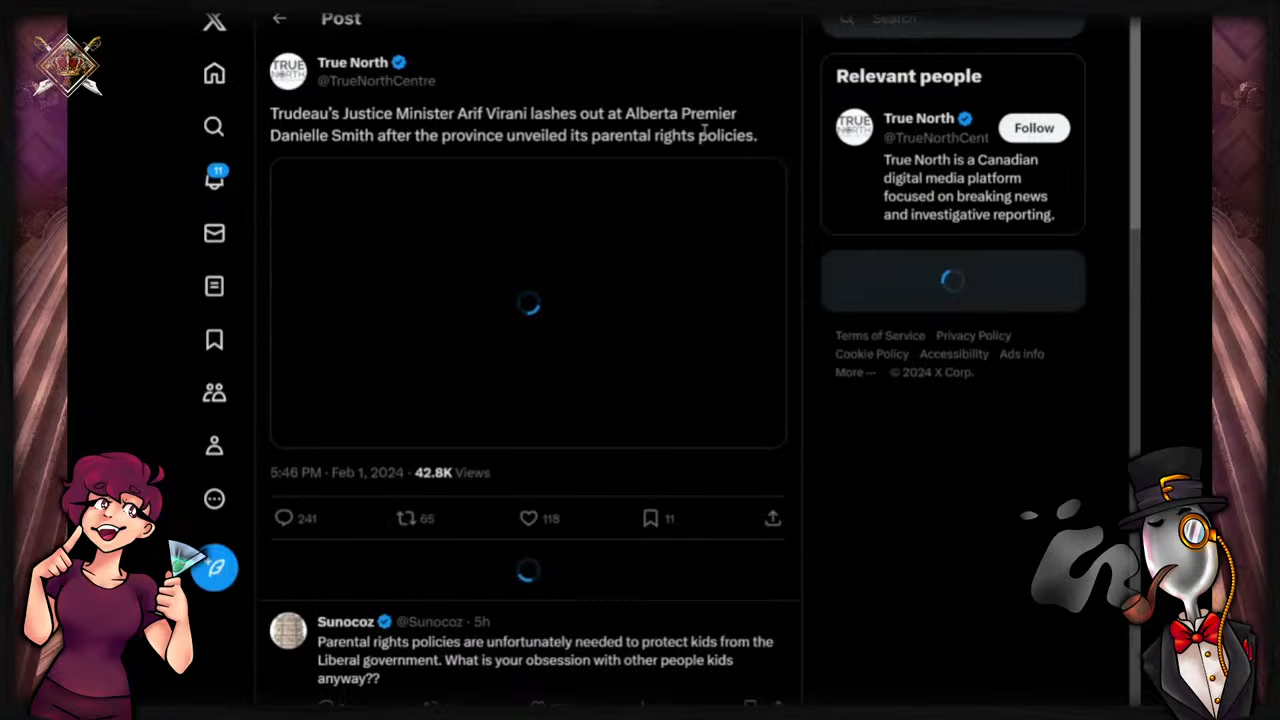 Post
Search
TRUE
NORTH
True North
@TrueNorthCentre
Trudeau's Justice Minister Arif Virani lashes out at Alberta Premier
Danielle Smith after the province unveiled its parental rights policies.
5:46 PM · Feb 1, 2024 · 42.8K Views
241
65
118
11
Sunocoz @Sunocoz · 5h
Parental rights policies are unfortunately needed to protect kids from the
Liberal government. What is your obsession with other people kids
anyway??
11
Relevant people
TRUE
NORTH
True North
@TrueNorthCent
Follow
True North is a Canadian
digital media platform
focused on breaking news
and investigative reporting.
Terms of Service Privacy Policy
Cookie Policy Accessibility Ads info
More ··· © 2024 X Corp.